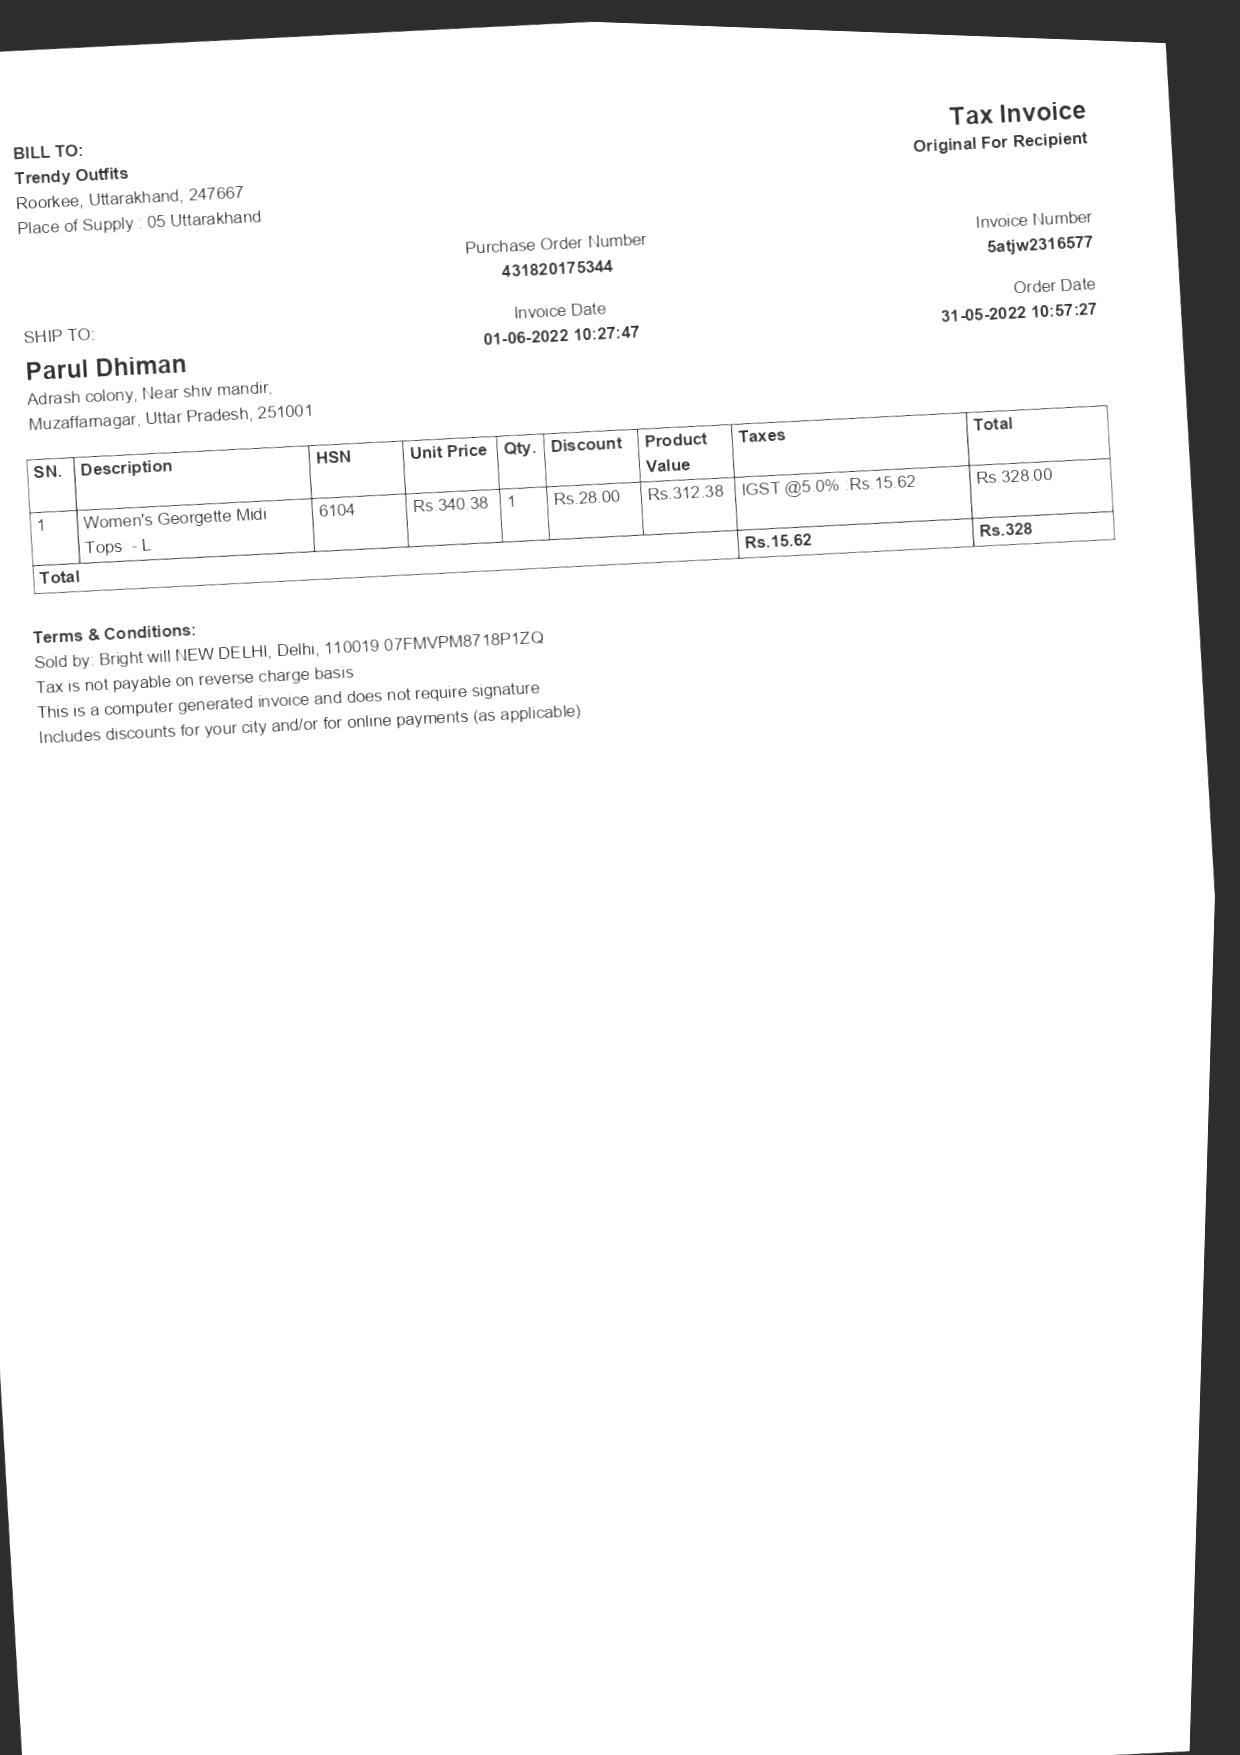 Tax Invoice
Original For Recipient
BILL TO:
Trendy Outfits
Roorkee, Uttarakhand, 247667
Place of Supply : 05 Uttarakhand
Purchase Order Number
431820175344
Invoice Number
5atjw2316577
Invoice Date
01-06-2022 10:27:47
Order Date
31-05-2022 10:57:27
SHIP TO:
Parul Dhiman
Adrash colony, Near shiv mandir,
Muzaffarnagar, Uttar Pradesh, 251001
SN. Description HSN Unit Price Qty. Discount Product Value Taxes Total
1 Women's Georgette Midi Tops - L 6104 Rs.340.38 1 Rs.28.00 Rs.312.38 IGST @5.0% :Rs.15.62 Rs.328.00
Total Rs.15.62 Rs.328
Terms & Conditions:
Sold by: Bright will NEW DELHI, Delhi, 110019 07FMVPM8718P1ZQ
Tax is not payable on reverse charge basis
This is a computer generated invoice and does not require signature
Includes discounts for your city and/or for online payments (as applicable)